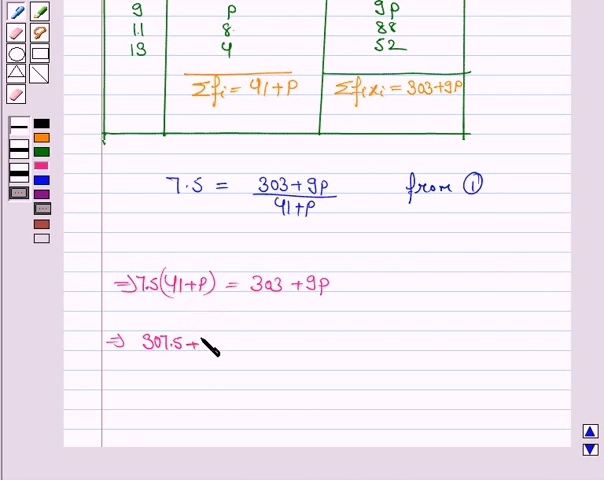 9 p 9p
11 8 88
13 4 52
Σfi = 41+P Σfixi = 303+9P
7.5 = 303+9P / 41+P from ①
⇒ 7.5(41+P) = 303 + 9P
⇒ 307.5+